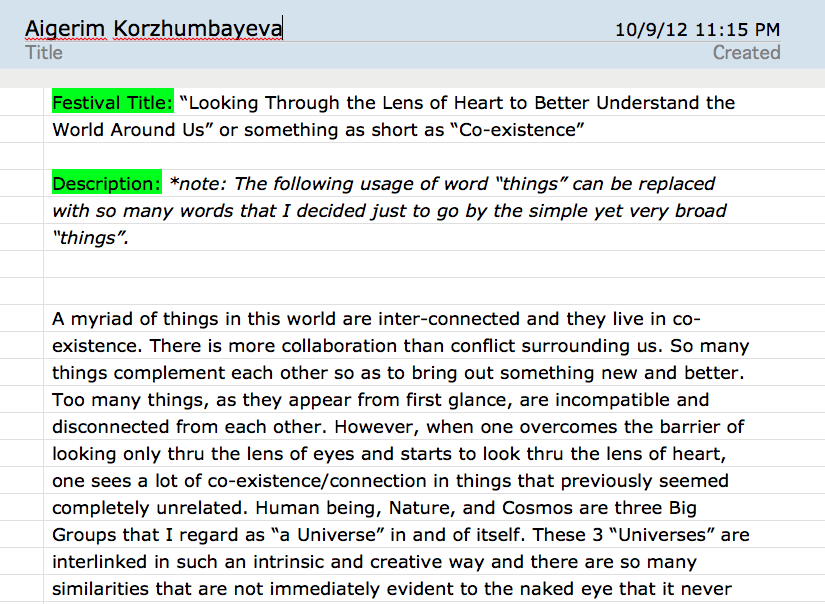 Aigerim Korzhumbayeva 10/9/12 11:15 PM
Title Created
Festival Title: “Looking Through the Lens of Heart to Better Understand the
World Around Us” or something as short as “Co-existence”
Description: *note: The following usage of word “things” can be replaced
with so many words that I decided just to go by the simple yet very broad
“things”.
A myriad of things in this world are inter-connected and they live in co-
existence. There is more collaboration than conflict surrounding us. So many
things complement each other so as to bring out something new and better.
Too many things, as they appear from first glance, are incompatible and
disconnected from each other. However, when one overcomes the barrier of
looking only thru the lens of eyes and starts to look thru the lens of heart,
one sees a lot of co-existence/connection in things that previously seemed
completely unrelated. Human being, Nature, and Cosmos are three Big
Groups that I regard as “a Universe” in and of itself. These 3 “Universes” are
interlinked in such an intrinsic and creative way and there are so many
similarities that are not immediately evident to the naked eye that it never